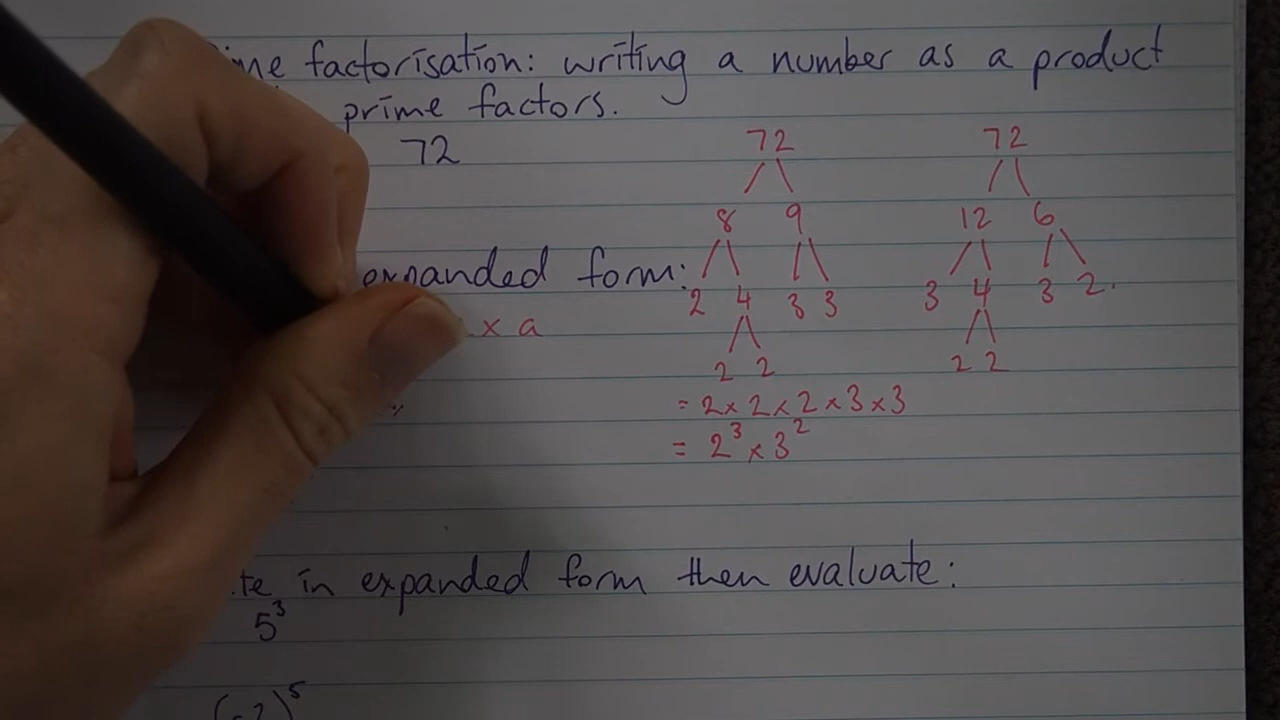 factorisation: writing a number as a product
prime factors.
72
72
72
8 9
12 6
expanded form:
2 4 3 3
3 4 3 2.
x a
2 2
2 2
= 2 x 2 x 2 x 3 x 3
= 2³ x 3²
in expanded form then evaluate:
5³